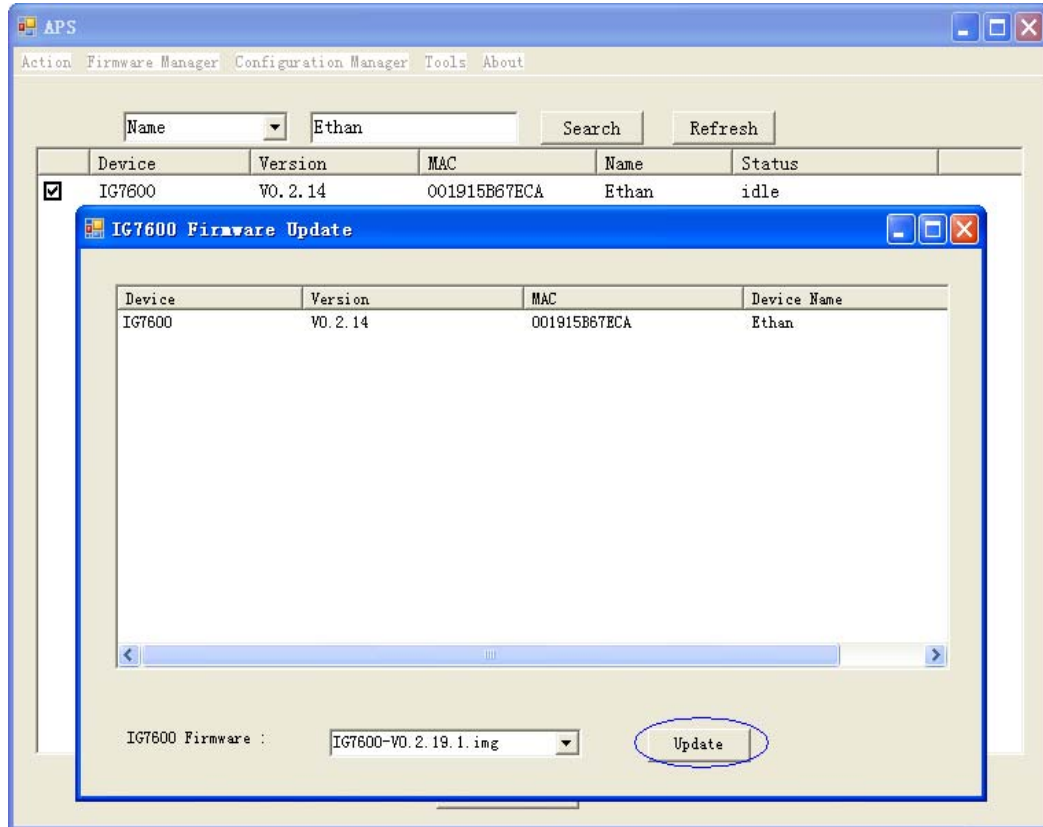 APS
Action Firmware Manager Configuration Manager Tools About
Name Ethan Search Refresh
Device Version MAC Name Status
IG7600 V0.2.14 001915B67ECA Ethan idle
IG7600 Firmware Update
Device Version MAC Device Name
IG7600 V0.2.14 001915B67ECA Ethan
IG7600 Firmware : IG7600-V0.2.19.1.img Update